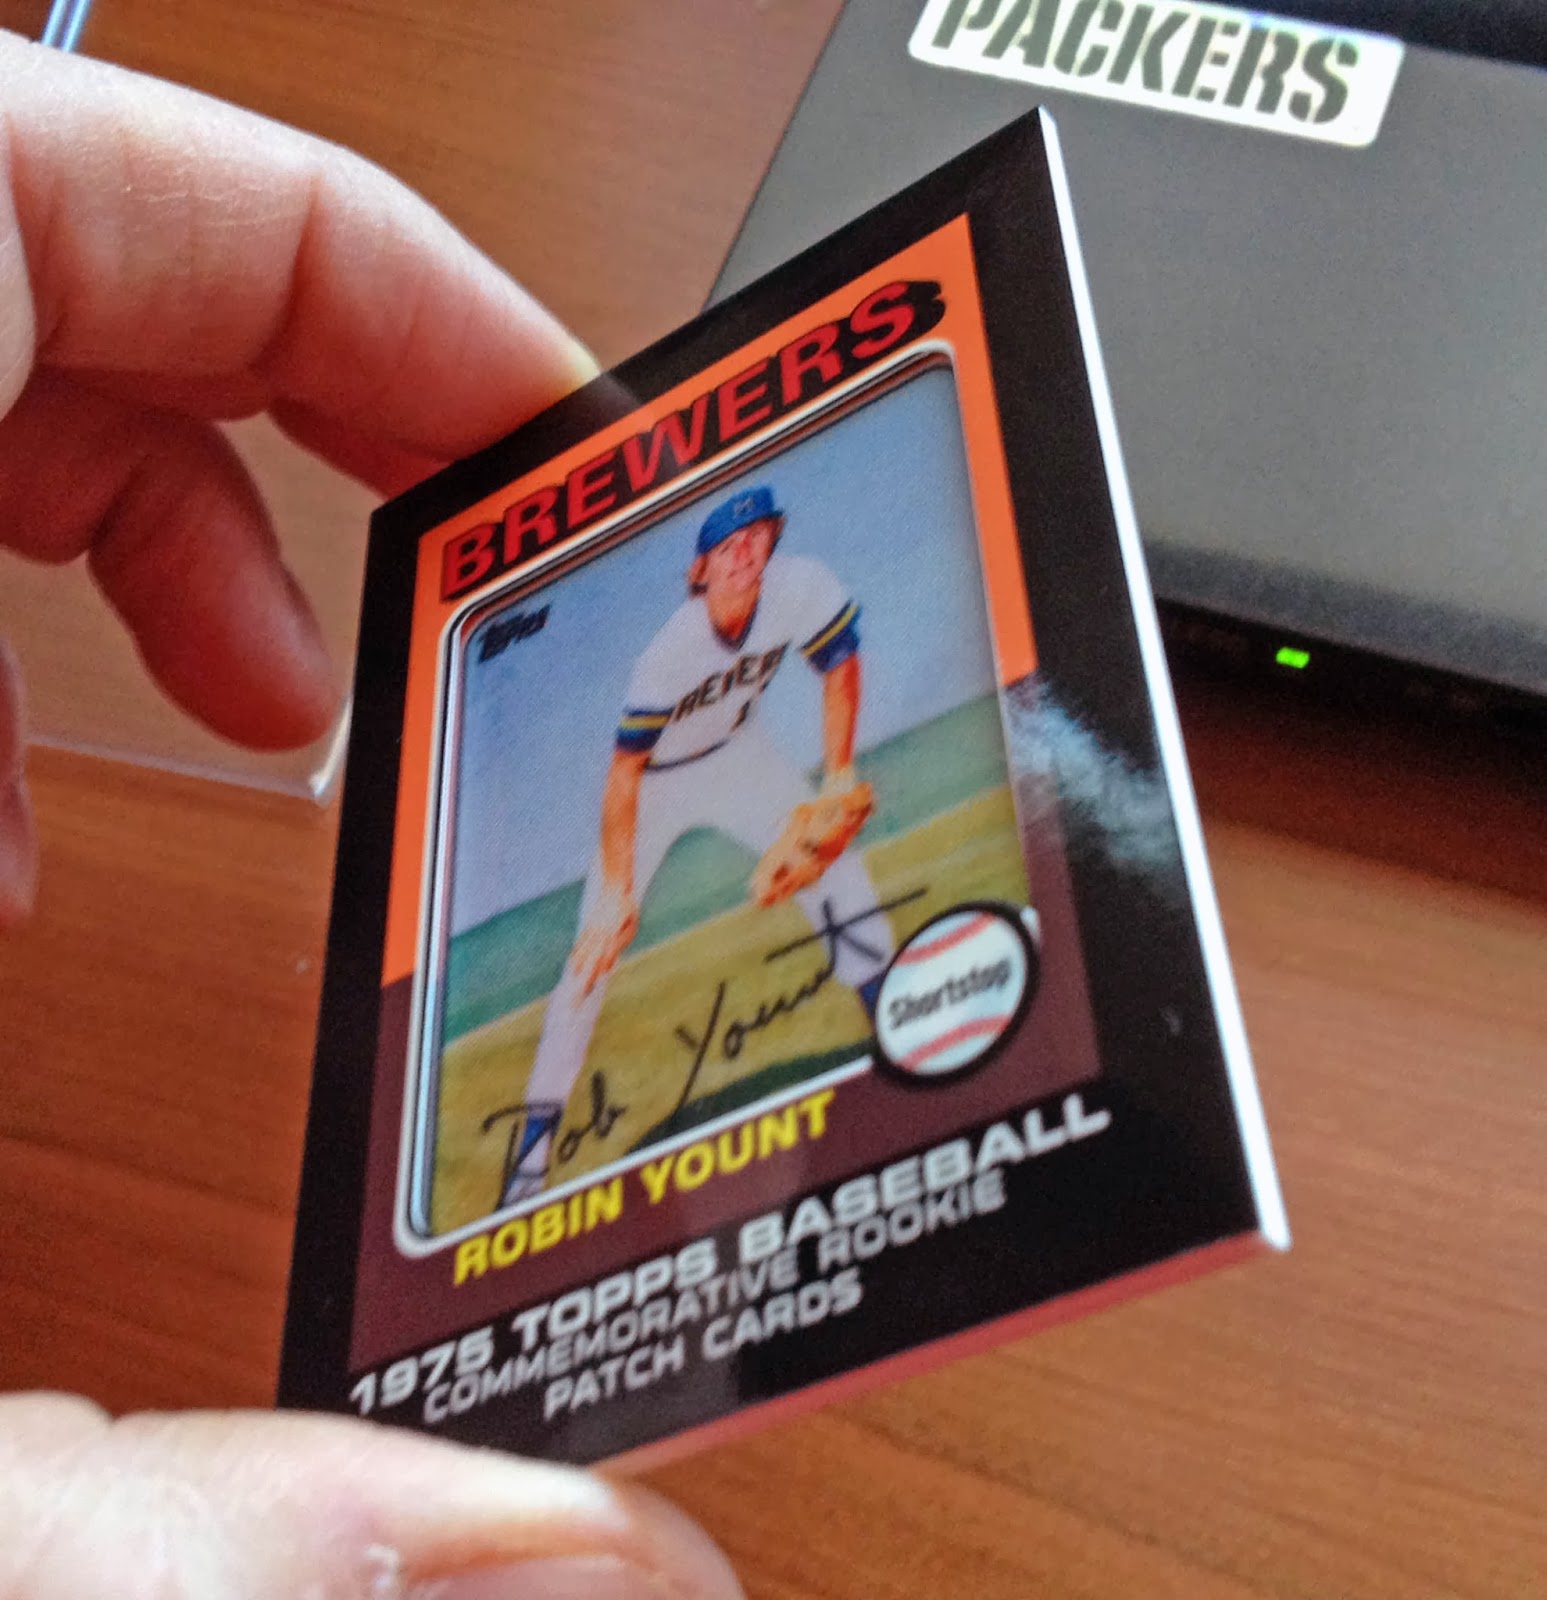 PACKERS
BREWERS
Topps
BREWERS
Rob Yount
Shortstop
ROBIN YOUNT
1975 TOPPS BASEBALL
COMMEMORATIVE ROOKIE
PATCH CARDS